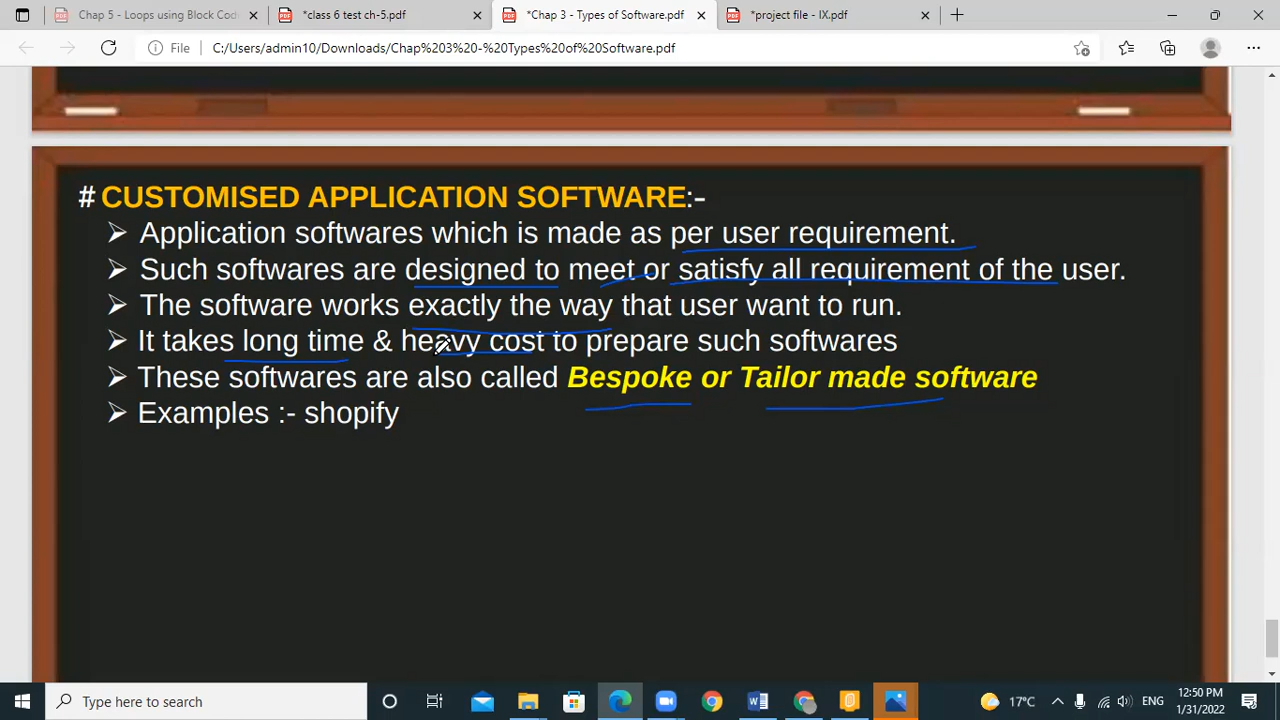 Chap 5 - Loops using Block Cod
*class 6 test ch-5.pdf
*Chap 3 - Types of Software.pdf
*project file - IX.pdf
File
C:/Users/admin10/Downloads/Chap%203%20-%20Types%20of%20Software.pdf
# CUSTOMISED APPLICATION SOFTWARE:-
➢ Application softwares which is made as per user requirement.
➢ Such softwares are designed to meet or satisfy all requirement of the user.
➢ The software works exactly the way that user want to run.
➢ It takes long time & heavy cost to prepare such softwares
➢ These softwares are also called Bespoke or Tailor made software
➢ Examples :- shopify
Type here to search
17°C
ENG
12:50 PM
1/31/2022